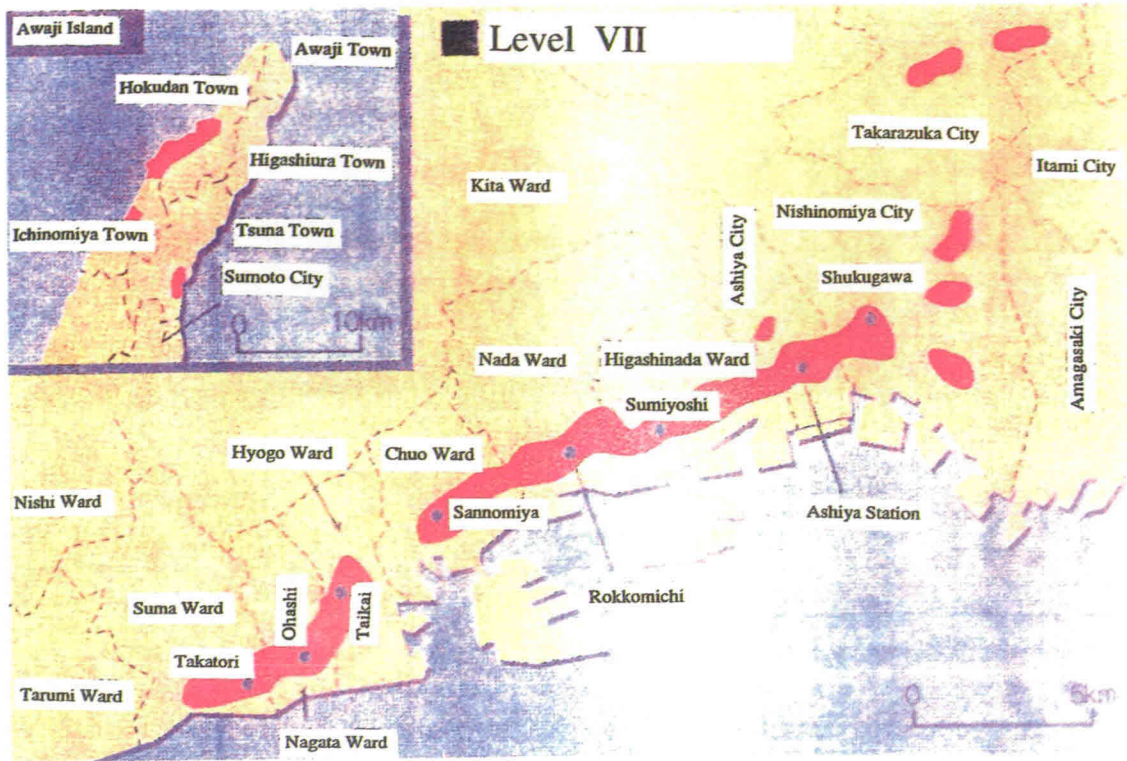 Awaji Island
Awaji Town
Hokudan Town
Higashiura Town
Ichinomiya Town
Tsuna Town
Sumoto City
0 10km
Level VII
Takarazuka City
Itami City
Kita Ward
Nishinomiya City
Ashiya City
Shukugawa
Amagasaki City
Nada Ward
Higashinada Ward
Sumiyoshi
Hyogo Ward
Chuo Ward
Nishi Ward
Sannomiya
Ashiya Station
Rokkomichi
Suma Ward
Ohashi
Taikai
Takatori
Tarumi Ward
Nagata Ward
0 5km